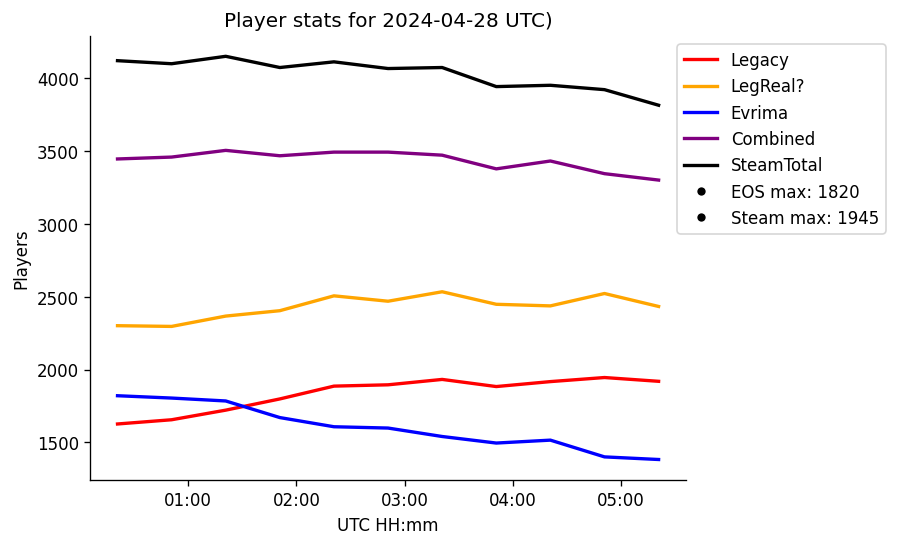 Player stats for 2024-04-28 UTC)
Legacy
LegReal?
Evrima
Combined
SteamTotal
EOS max: 1820
Steam max: 1945
Players
4000
3500
3000
2500
2000
1500
01:00 02:00 03:00 04:00 05:00
UTC HH:mm